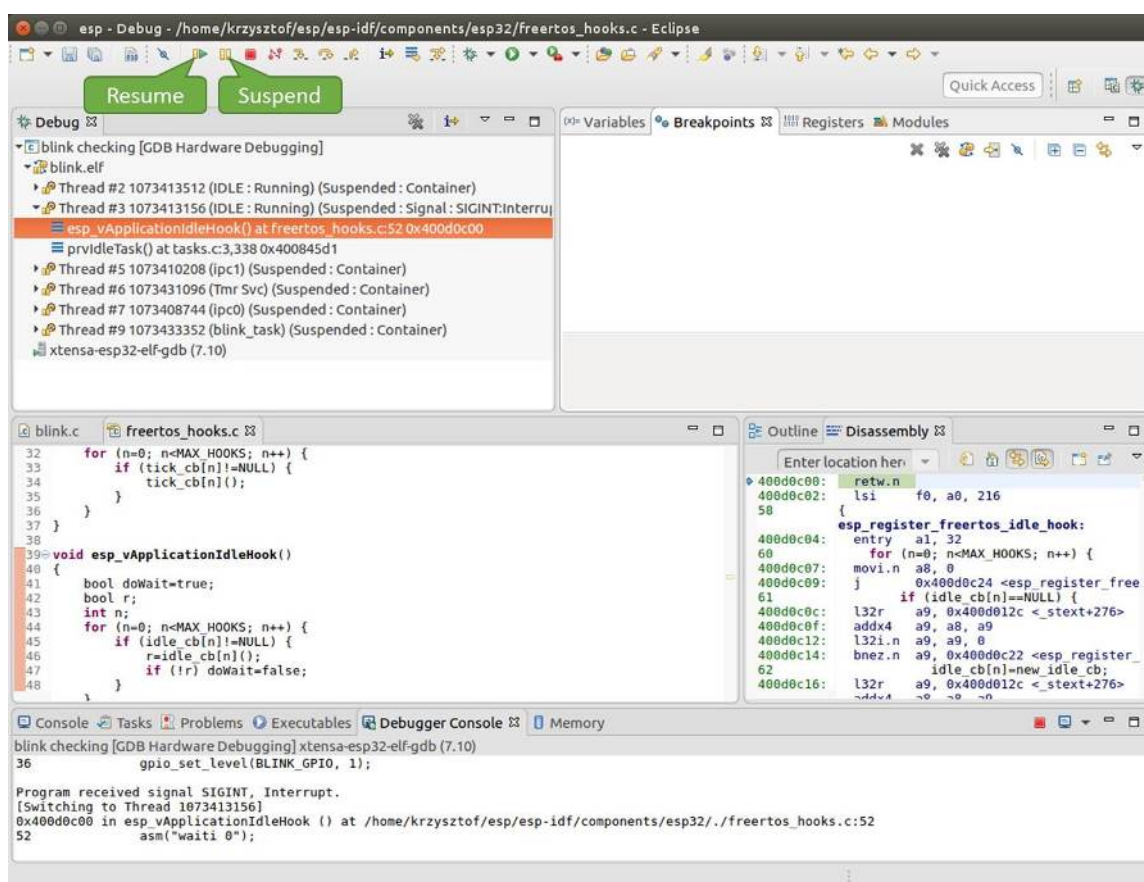 esp - Debug - /home/krzysztof/esp/esp-idf/components/esp32/freertos_hooks.c - Eclipse
Quick Access
Resume
Suspend
Debug
blink checking [GDB Hardware Debugging]
blink.elf
Thread #2 1073413512 (IDLE : Running) (Suspended : Container)
Thread #3 1073413156 (IDLE : Running) (Suspended : Signal : SIGINT:Interru
esp_vApplicationIdleHook() at freertos_hooks.c:52 0x400d0c00
prvIdleTask() at tasks.c:3,338 0x400845d1
Thread #5 1073410208 (ipc1) (Suspended : Container)
Thread #6 1073431096 (Tmr Svc) (Suspended : Container)
Thread #7 1073408744 (ipc0) (Suspended : Container)
Thread #9 1073433352 (blink_task) (Suspended : Container)
xtensa-esp32-elf-gdb (7.10)
(x)= Variables Breakpoints Registers Modules
blink.c freertos_hooks.c
32 for (n=0; n<MAX_HOOKS; n++) {
33 if (tick_cb[n]!=NULL) {
34 tick_cb[n]();
35 }
36 }
37 }
38
39 void esp_vApplicationIdleHook()
40 {
41 bool doWait=true;
42 bool r;
43 int n;
44 for (n=0; n<MAX_HOOKS; n++) {
45 if (idle_cb[n]!=NULL) {
46 r=idle_cb[n]();
47 if (!r) doWait=false;
48 }
}
Outline Disassembly
Enter location her
400d0c00: retw.n
400d0c02: lsi f0, a0, 216
58 {
esp_register_freertos_idle_hook:
400d0c04: entry a1, 32
60 for (n=0; n<MAX_HOOKS; n++) {
400d0c07: movi.n a8, 0
400d0c09: j 0x400d0c24 <esp_register_free
61 if (idle_cb[n]==NULL) {
400d0c0c: l32r a9, 0x400d012c <_stext+276>
400d0c0f: addx4 a9, a8, a9
400d0c12: l32i.n a9, a9, 0
400d0c14: bnez.n a9, 0x400d0c22 <esp_register_
62 idle_cb[n]=new_idle_cb;
400d0c16: l32r a9, 0x400d012c <_stext+276>
Console Tasks Problems Executables Debugger Console Memory
blink checking [GDB Hardware Debugging] xtensa-esp32-elf-gdb (7.10)
36 gpio_set_level(BLINK_GPIO, 1);
Program received signal SIGINT, Interrupt.
[Switching to Thread 1073413156]
0x400d0c00 in esp_vApplicationIdleHook () at /home/krzysztof/esp/esp-idf/components/esp32/./freertos_hooks.c:52
52 asm("waiti 0");